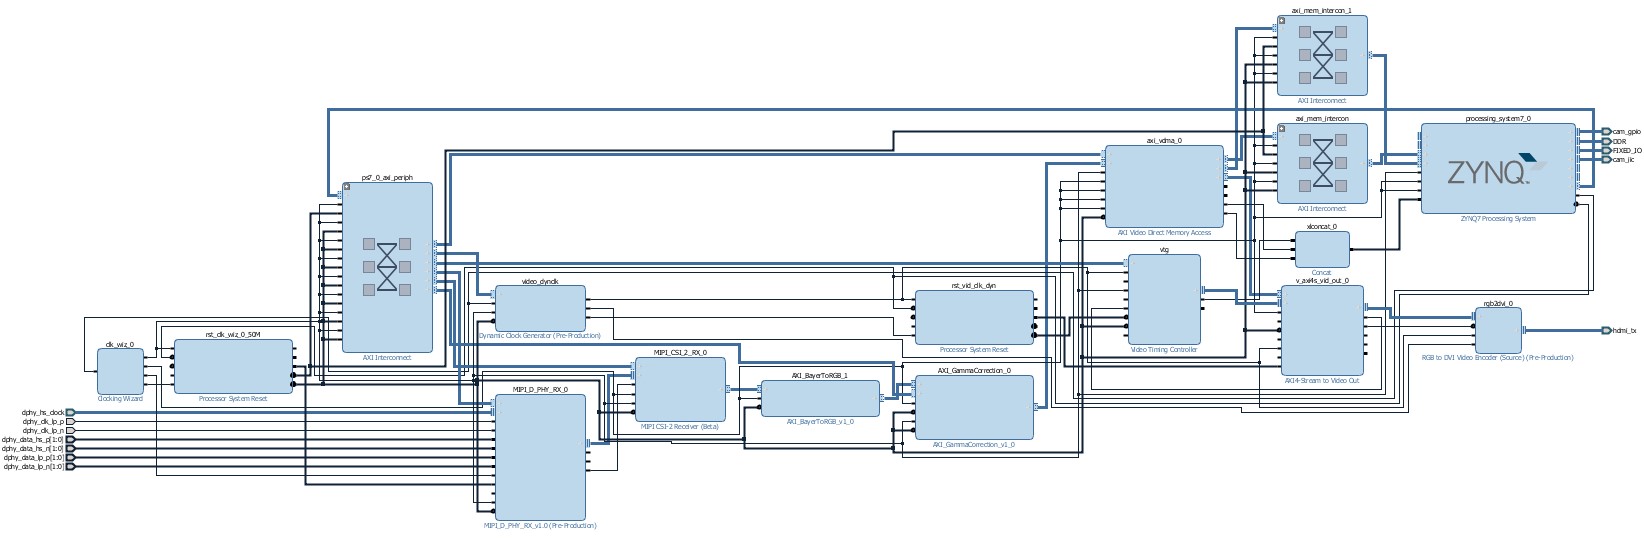 axi_mem_intercon_1
AXI Interconnect
axi_mem_intercon
AXI Interconnect
processing_system7_0
ZYNQ
ZYNQ7 Processing System
cam_gpio
DDR
FIXED_IO
cam_iic
axi_vdma_0
AXI Video Direct Memory Access
ps7_0_axi_periph
AXI Interconnect
xlconcat_0
Concat
vtg
Video Timing Controller
video_dynclk
Dynamic Clock Generator (Pre-Production)
rst_vid_clk_dyn
Processor System Reset
v_axi4s_vid_out_0
AXI4-Stream to Video Out
rgb2dvi_0
RGB to DVI Video Encoder (Source) (Pre-Production)
hdmi_tx
clk_wiz_0
Clocking Wizard
rst_clk_wiz_0_50M
Processor System Reset
MIPI_CSI_2_RX_0
MIPI CSI-2 Receiver (Beta)
AXI_BayerToRGB_1
AXI_BayerToRGB_v1_0
AXI_GammaCorrection_0
AXI_GammaCorrection_v1_0
MIPI_D_PHY_RX_0
MIPI_D_PHY_RX_v1.0 (Pre-Production)
dphy_hs_clock
dphy_clk_lp_p
dphy_clk_lp_n
dphy_data_hs_p[1:0]
dphy_data_hs_n[1:0]
dphy_data_lp_p[1:0]
dphy_data_lp_n[1:0]